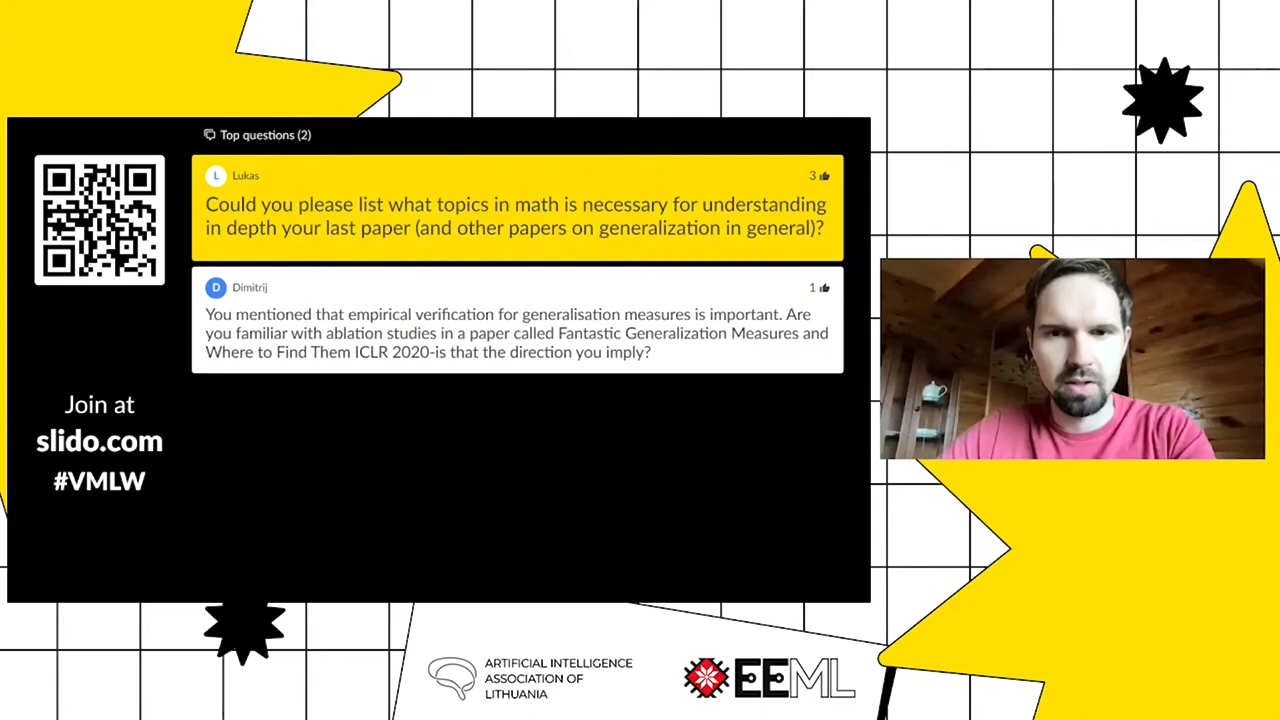 Top questions (2)
L Lukas 3
Could you please list what topics in math is necessary for understanding
in depth your last paper (and other papers on generalization in general)?
D Dimitrij 1
You mentioned that empirical verification for generalisation measures is important. Are
you familiar with ablation studies in a paper called Fantastic Generalization Measures and
Where to Find Them ICLR 2020-is that the direction you imply?
Join at
slido.com
#VMLW
ARTIFICIAL INTELLIGENCE
ASSOCIATION OF
LITHUANIA
EEML